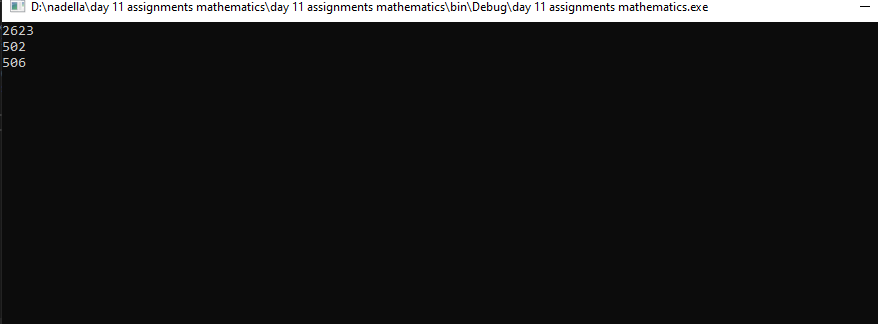 D:\nadella\day 11 assignments mathematics\day 11 assignments mathematics\bin\Debug\day 11 assignments mathematics.exe
2623
502
506